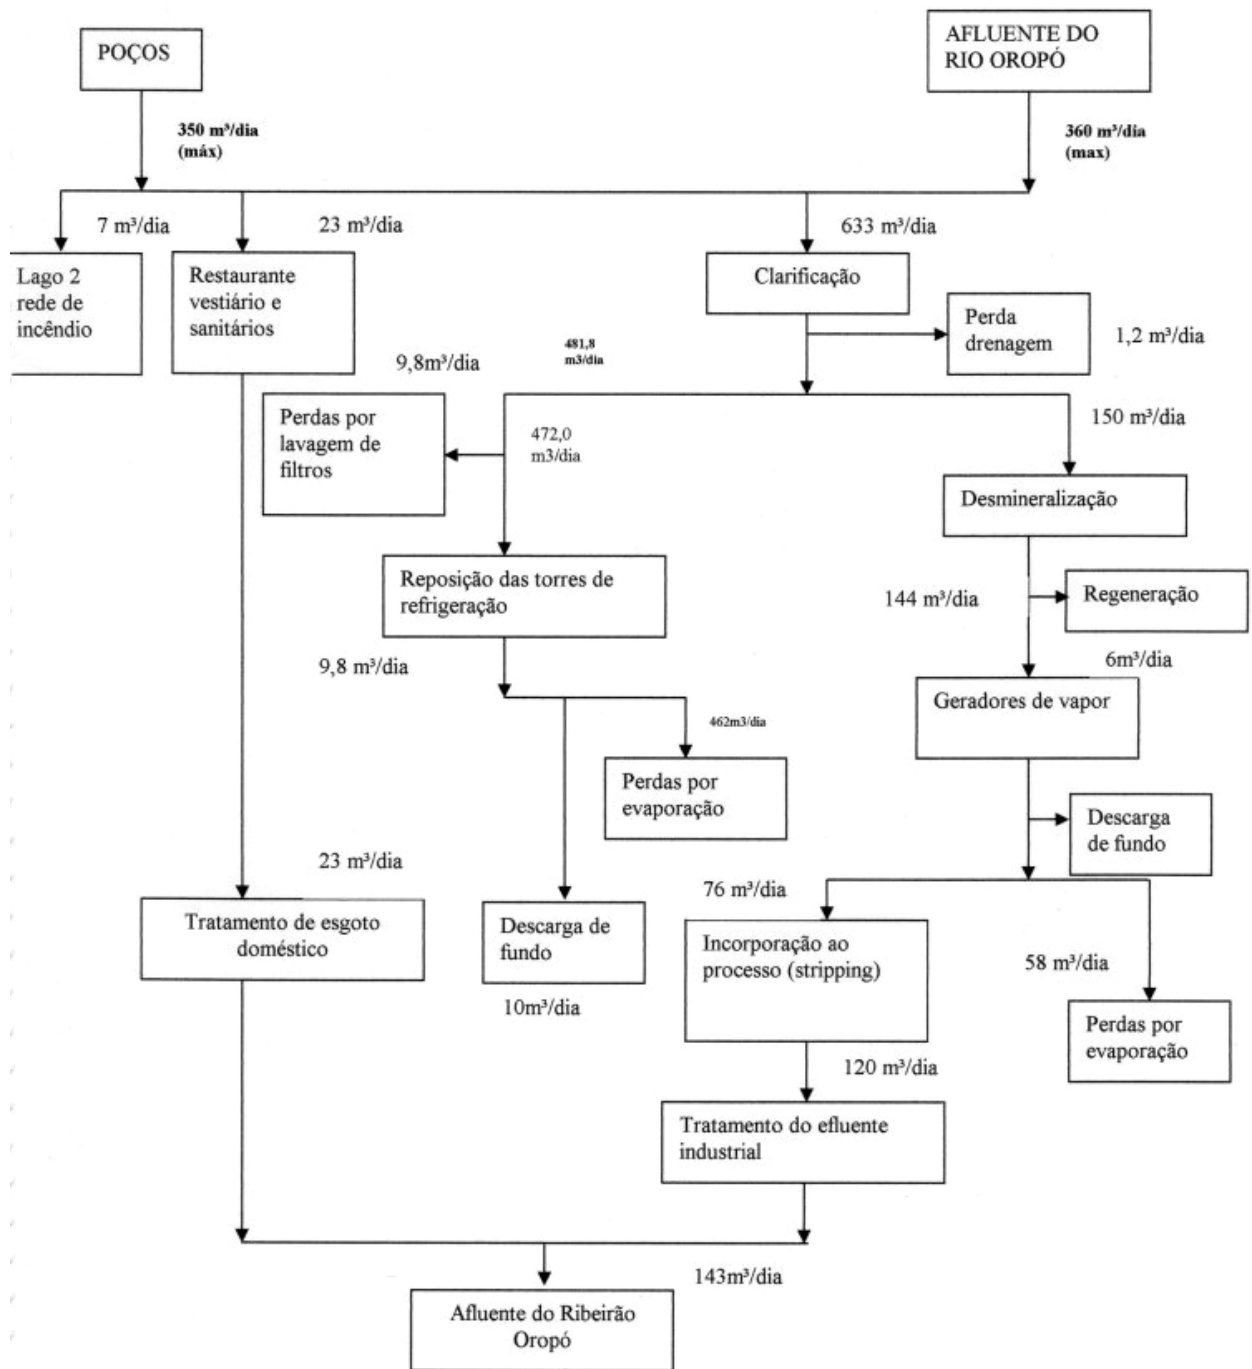 POÇOS
AFLUENTE DO
RIO OROPÓ
350 m³/dia
(máx)
360 m³/dia
(max)
7 m³/dia
23 m³/dia
633 m³/dia
Lago 2
rede de
incêndio
Restaurante
vestiário e
sanitários
Clarificação
Perda
drenagem
1,2 m³/dia
9,8m³/dia
481,8
m3/dia
Perdas por
lavagem de
filtros
472,0
m3/dia
150 m³/dia
Desmineralização
Reposição das torres de
refrigeração
144 m³/dia
Regeneração
9,8 m³/dia
6m³/dia
Geradores de vapor
462m3/dia
Perdas por
evaporação
Descarga
de fundo
23 m³/dia
76 m³/dia
Tratamento de esgoto
doméstico
Descarga de
fundo
Incorporação ao
processo (stripping)
58 m³/dia
10m³/dia
Perdas por
evaporação
120 m³/dia
Tratamento do efluente
industrial
143m³/dia
Afluente do Ribeirão
Oropó